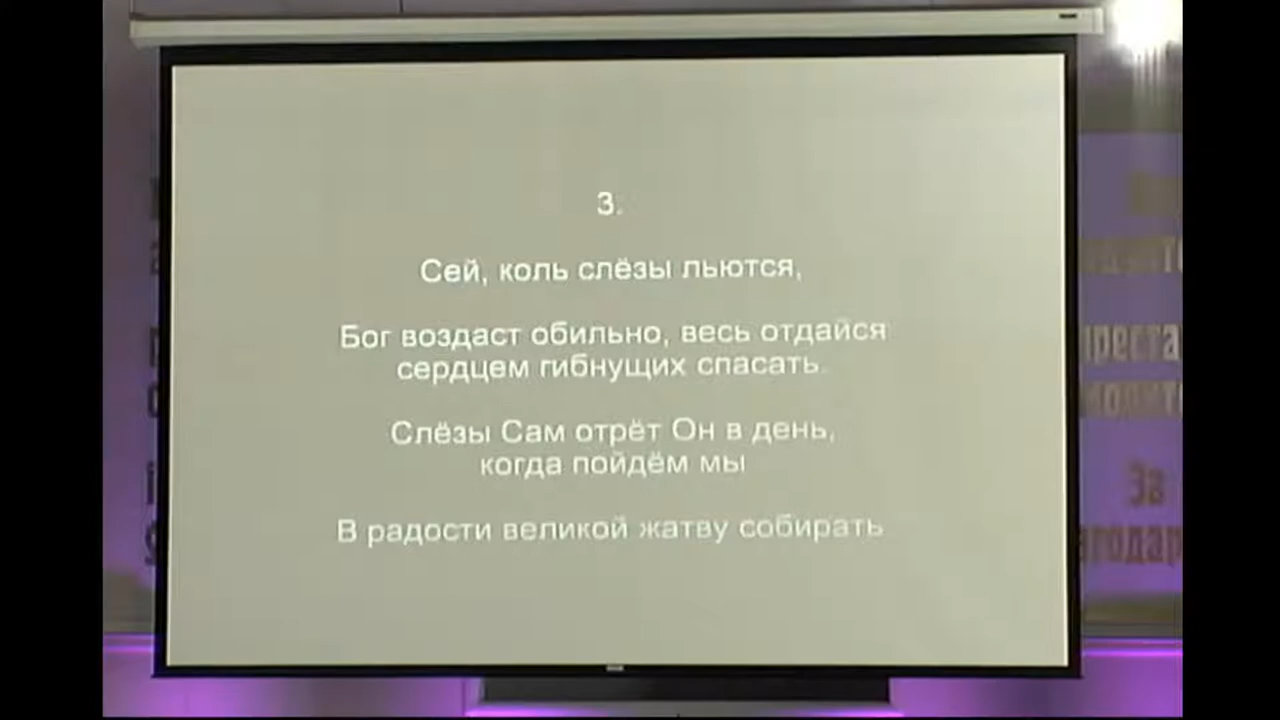 3.
Сей, коль слёзы льются,
Бог воздаст обильно, весь отдайся
сердцем гибнущих спасать.
Слёзы Сам отрёт Он в день,
когда пойдём мы
В радости великой жатву собирать
За